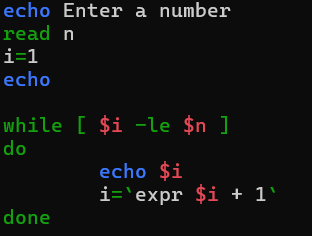 echo Enter a number
read n
i=1
echo

while [ $i -le $n ]
do
        echo $i
        i=`expr $i + 1`
done